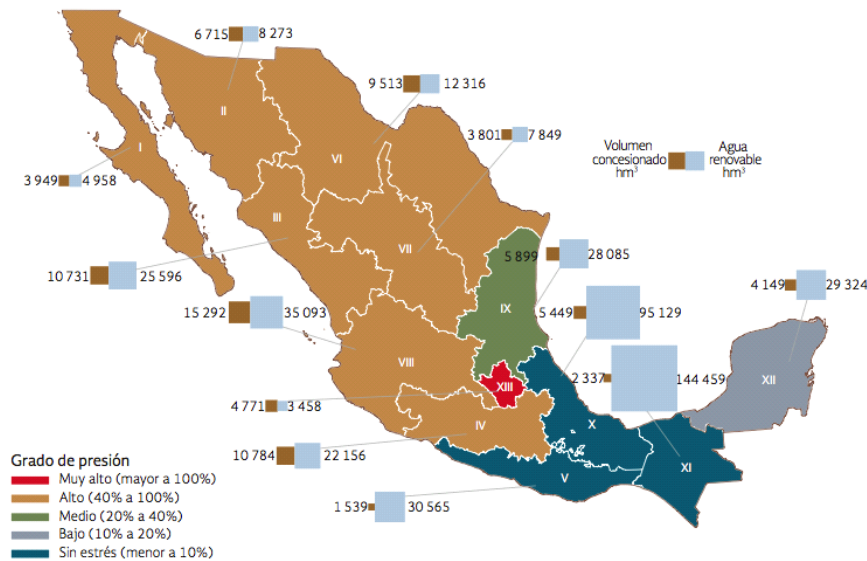 6 715 8 273
9 513 12 316
3 801 7 849
Volumen concesionado hm³
Agua renovable hm³
3 949 4 958
10 731 25 596
15 292 35 093
5 899 28 085
5 449 95 129
4 149 29 324
2 337 144 459
4 771 3 458
10 784 22 156
1 539 30 565
I
II
VI
III
VII
IX
VIII
XIII
XII
IV
X
V
XI
Grado de presión
Muy alto (mayor a 100%)
Alto (40% a 100%)
Medio (20% a 40%)
Bajo (10% a 20%)
Sin estrés (menor a 10%)